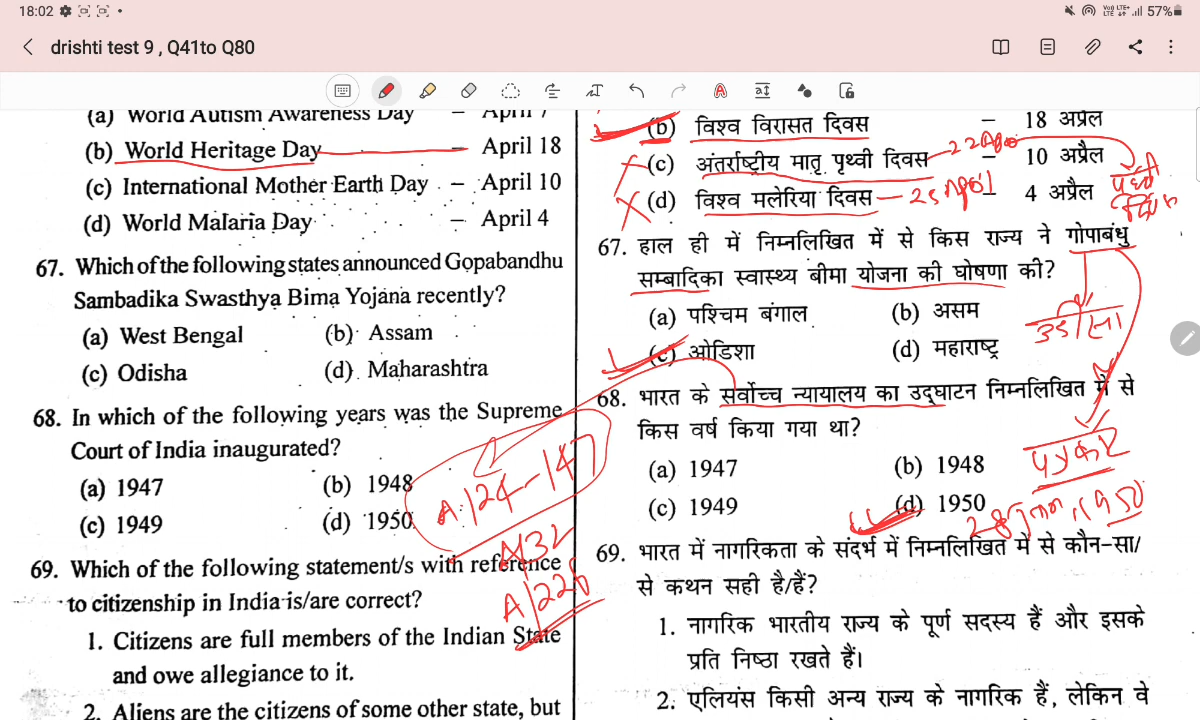 18:02
57%
drishti test 9 , Q41to Q80
(a) World Autism Awareness Day – April 7
(b) World Heritage Day – April 18
(c) International Mother Earth Day – April 10
(d) World Malaria Day – April 4
67. Which of the following states announced Gopabandhu
Sambadika Swasthya Bima Yojana recently?
(a) West Bengal (b) Assam
(c) Odisha (d) Maharashtra
68. In which of the following years was the Supreme
Court of India inaugurated?
(a) 1947 (b) 1948
(c) 1949 (d) 1950
A.124-147
A/32
A/226
69. Which of the following statement/s with reference
to citizenship in India is/are correct?
1. Citizens are full members of the Indian State
and owe allegiance to it.
2. Aliens are the citizens of some other state, but
(b) विश्व विरासत दिवस – 18 अप्रैल
(c) अंतर्राष्ट्रीय मातृ पृथ्वी दिवस – 10 अप्रैल
(d) विश्व मलेरिया दिवस – 4 अप्रैल
67. हाल ही में निम्नलिखित में से किस राज्य ने गोपाबंधु
सम्बादिका स्वास्थ्य बीमा योजना की घोषणा की?
(a) पश्चिम बंगाल (b) असम
(c) ओडिशा (d) महाराष्ट्र
उडीसा
68. भारत के सर्वोच्च न्यायालय का उद्घाटन निम्नलिखित में से
किस वर्ष किया गया था?
(a) 1947 (b) 1948
(c) 1949 (d) 1950
पत्रकार
69. भारत में नागरिकता के संदर्भ में निम्नलिखित में से कौन-सा/
से कथन सही है/हैं?
1. नागरिक भारतीय राज्य के पूर्ण सदस्य हैं और इसके
प्रति निष्ठा रखते हैं।
2. एलियंस किसी अन्य राज्य के नागरिक हैं, लेकिन वे